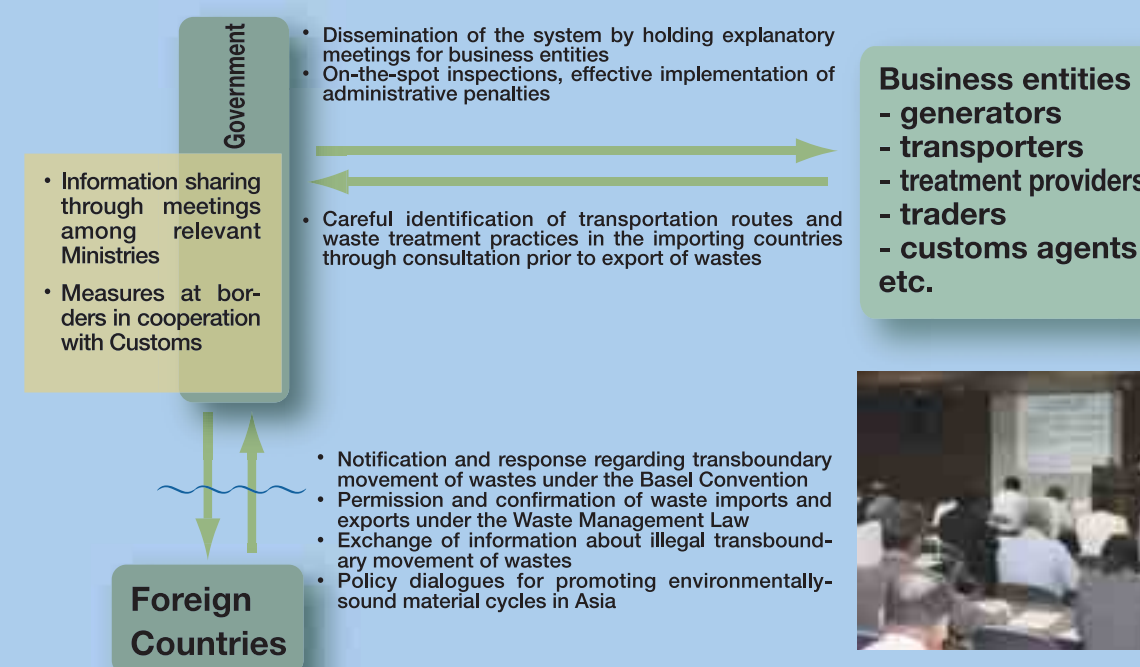 Government
• Dissemination of the system by holding explanatory
meetings for business entities
• On-the-spot inspections, effective implementation of
administrative penalties
Business entities
- generators
- transporters
- treatment providers
- traders
- customs agents
etc.
• Information sharing
through meetings
among relevant
Ministries
• Measures at bor-
ders in cooperation
with Customs
• Careful identification of transportation routes and
waste treatment practices in the importing countries
through consultation prior to export of wastes
• Notification and response regarding transboundary
movement of wastes under the Basel Convention
• Permission and confirmation of waste imports and
exports under the Waste Management Law
• Exchange of information about illegal transbound-
ary movement of wastes
• Policy dialogues for promoting environmentally-
sound material cycles in Asia
Foreign
Countries